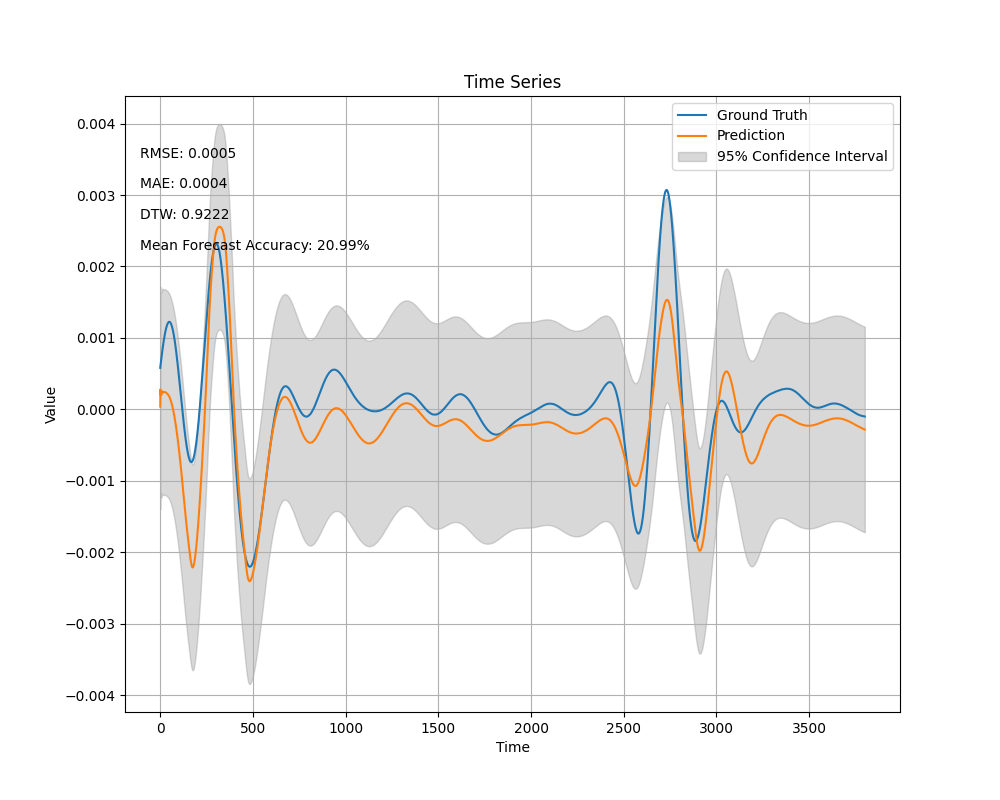 Time Series
Ground Truth
Prediction
95% Confidence Interval
RMSE: 0.0005
MAE: 0.0004
DTW: 0.9222
Mean Forecast Accuracy: 20.99%
Value
0.004
0.003
0.002
0.001
0.000
−0.001
−0.002
−0.003
−0.004
0 500 1000 1500 2000 2500 3000 3500
Time